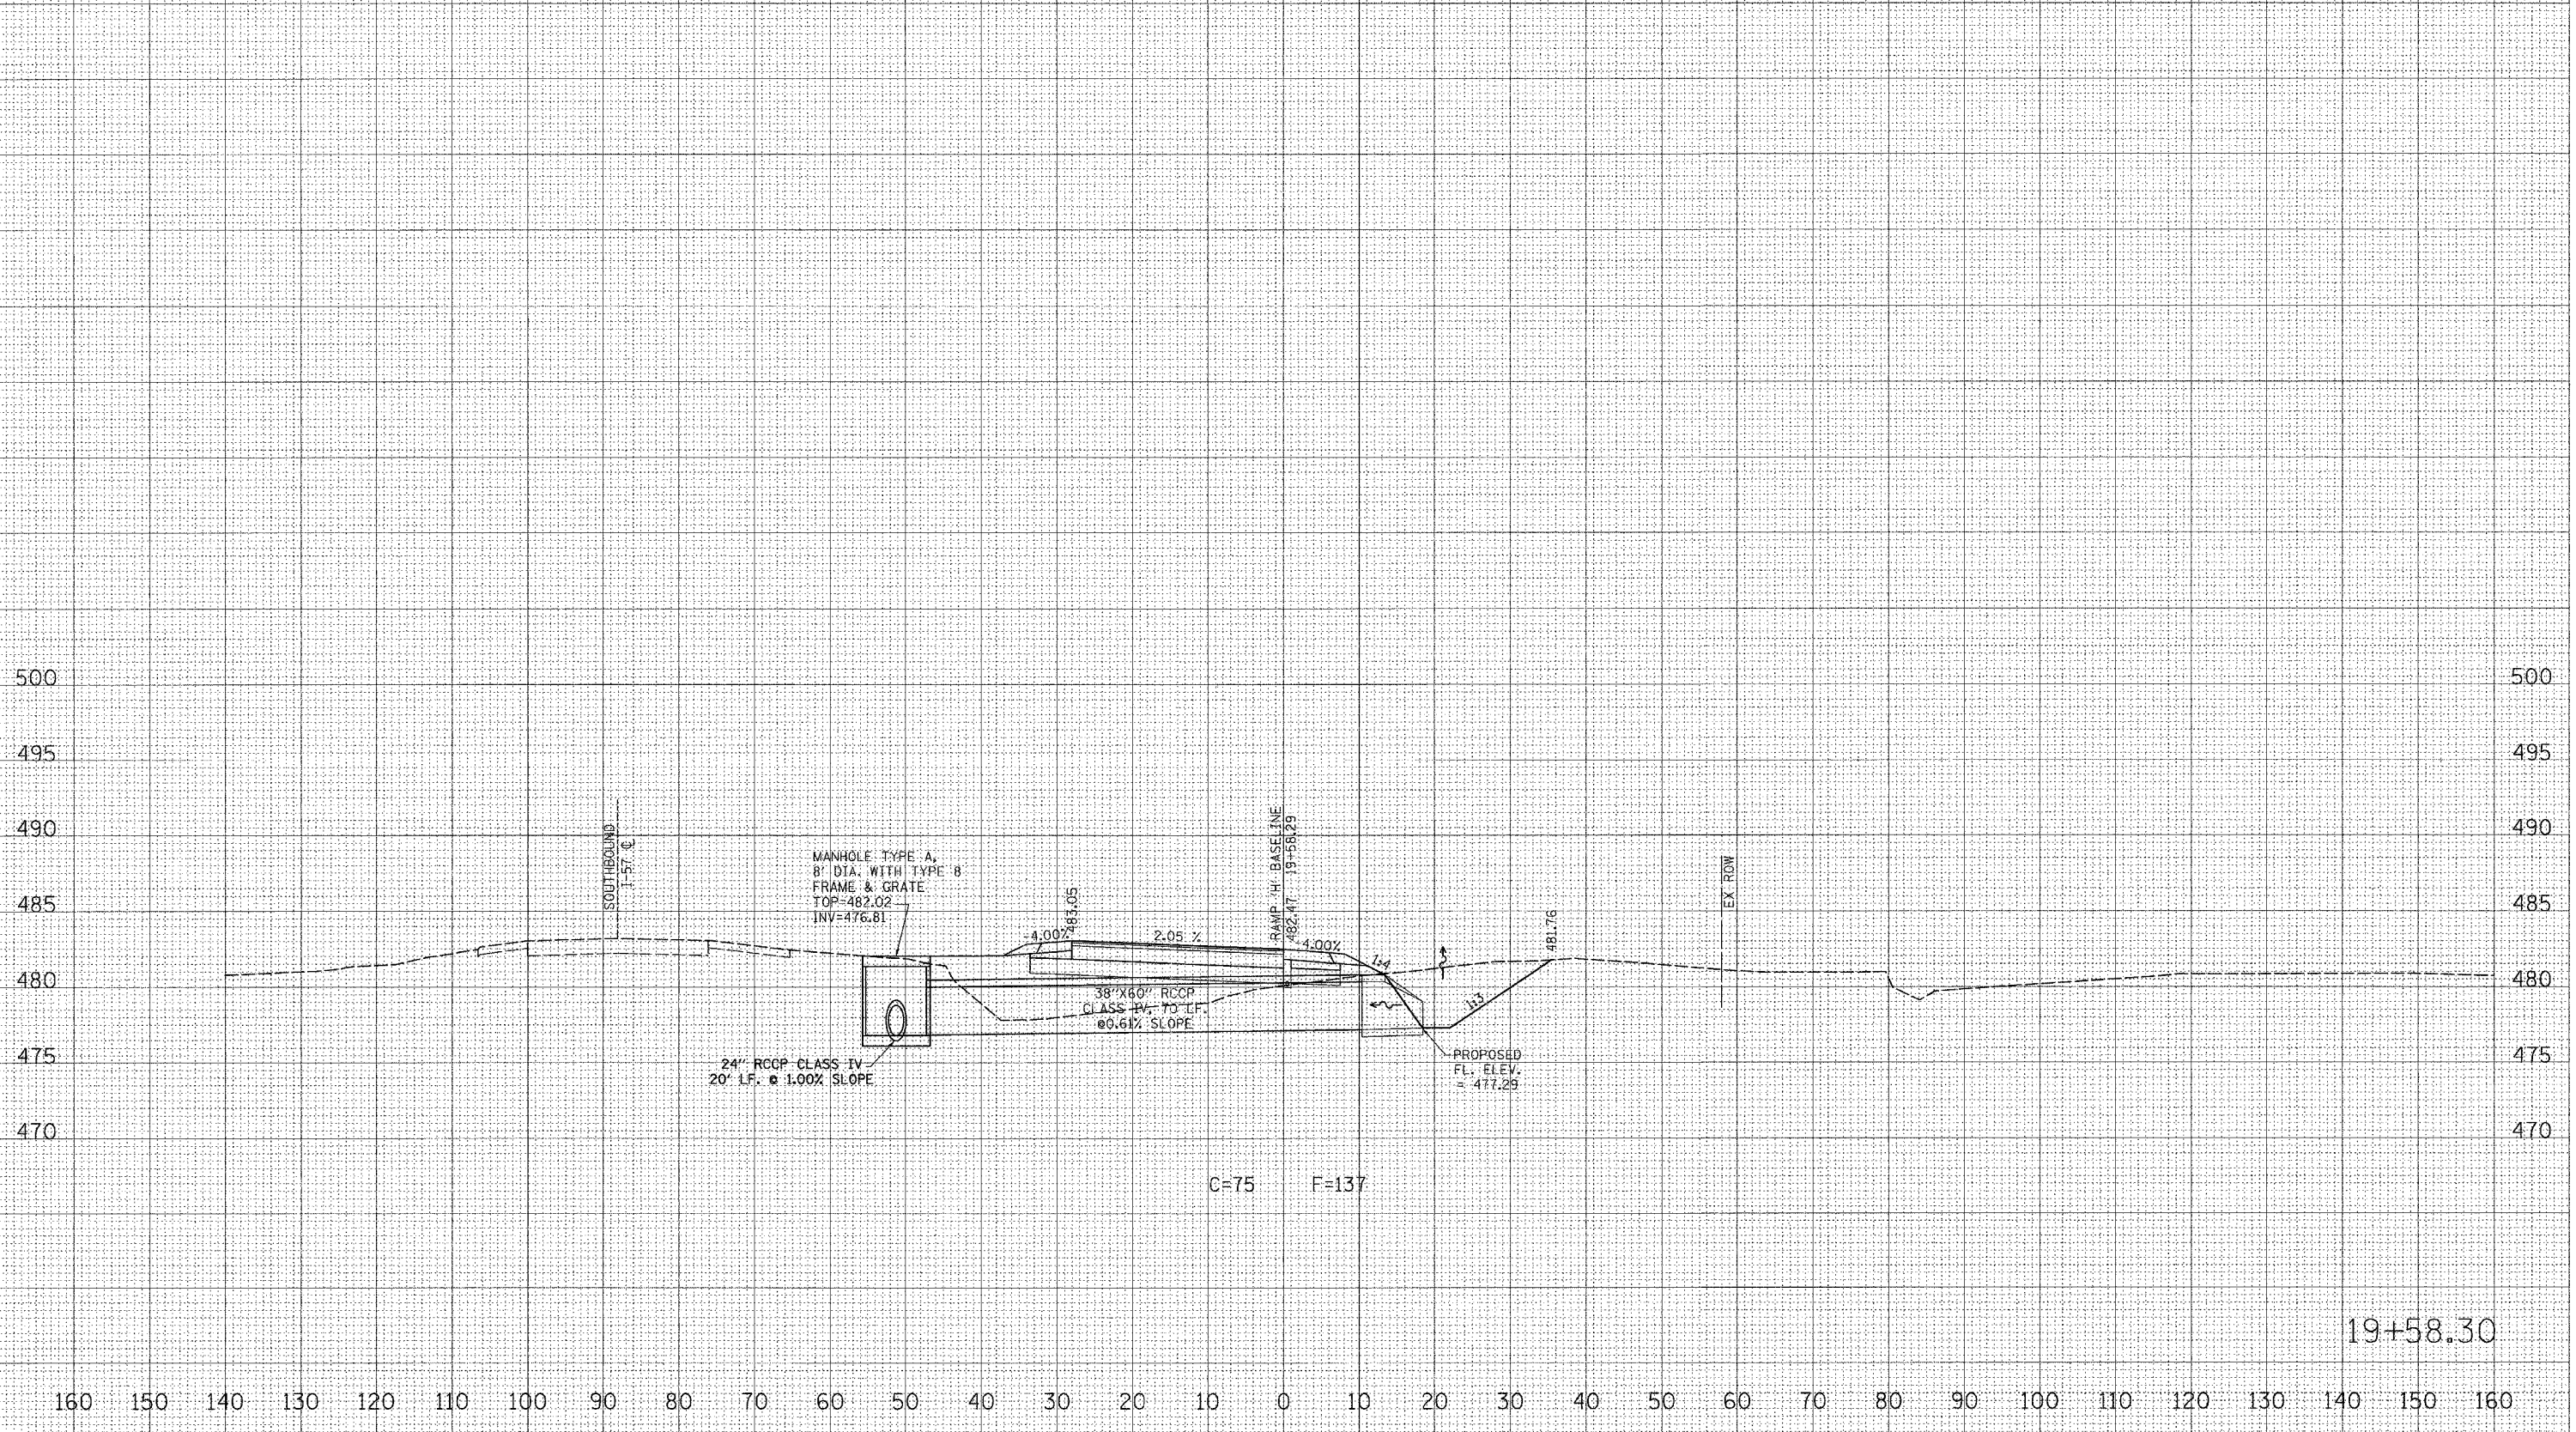 500
500
495
495
490
490
485
485
480
480
475
475
470
470
SOUTHBOUND
I-57 ℄
MANHOLE TYPE A,
8' DIA. WITH TYPE 8
FRAME & GRATE
TOP=482.02
INV=476.81
-4.00%
483.05
2.05 %
RAMP 'H' BASELINE
482.47 19+58.29
-4.00%
1:4
1:3
481.76
EX ROW
38"X60" RCCP
CLASS IV, 70 LF.
@0.61% SLOPE
24" RCCP CLASS IV
20' LF. @ 1.00% SLOPE
PROPOSED
FL. ELEV.
= 477.29
C=75 F=137
19+58.30
160 150 140 130 120 110 100 90 80 70 60 50 40 30 20 10 0 10 20 30 40 50 60 70 80 90 100 110 120 130 140 150 160